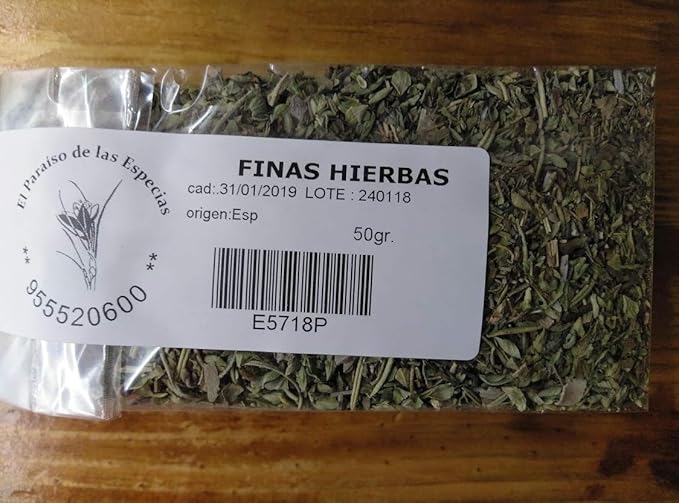 El Paraíso de las Especias
** 955520600 **
FINAS HIERBAS
cad:.31/01/2019 LOTE : 240118
origen:Esp
50gr.
E5718P